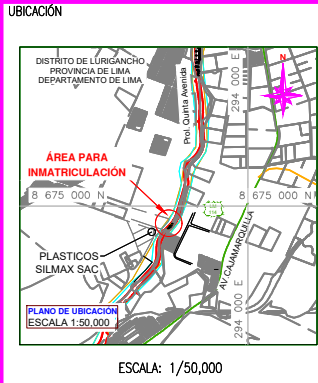 UBICACIÓN
DISTRITO DE LURIGANCHO
PROVINCIA DE LIMA
DEPARTAMENTO DE LIMA
Prol. Quinta Avenida
294 000 E
N
ÁREA PARA
INMATRICULACIÓN
8 675 000 N
8 675 000 N
LM
114
PLASTICOS
SILMAX SAC
AV.CAJAMARQUILLA
294 000 E
PLANO DE UBICACIÓN
ESCALA 1:50,000
ESCALA: 1/50,000